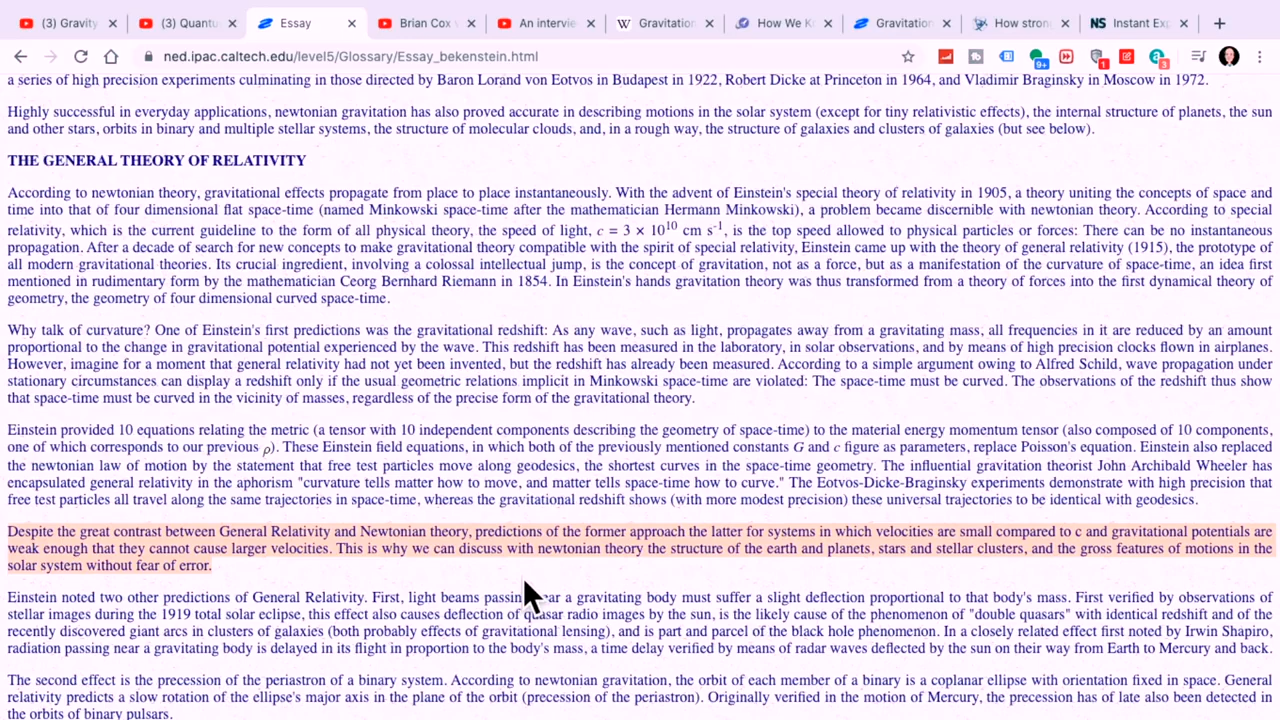 (3) Gravity
(3) Quantu
Essay
Brian Cox
An intervie
Gravitation
How We K
Gravitation
How stron
Instant Exp
ned.ipac.caltech.edu/level5/Glossary/Essay_bekenstein.html
9+
1
3
a series of high precision experiments culminating in those directed by Baron Lorand von Eotvos in Budapest in 1922, Robert Dicke at Princeton in 1964, and Vladimir Braginsky in Moscow in 1972.
Highly successful in everyday applications, newtonian gravitation has also proved accurate in describing motions in the solar system (except for tiny relativistic effects), the internal structure of planets, the sun
and other stars, orbits in binary and multiple stellar systems, the structure of molecular clouds, and, in a rough way, the structure of galaxies and clusters of galaxies (but see below).
THE GENERAL THEORY OF RELATIVITY
According to newtonian theory, gravitational effects propagate from place to place instantaneously. With the advent of Einstein's special theory of relativity in 1905, a theory uniting the concepts of space and
time into that of four dimensional flat space-time (named Minkowski space-time after the mathematician Hermann Minkowski), a problem became discernible with newtonian theory. According to special
relativity, which is the current guideline to the form of all physical theory, the speed of light, c = 3 × 10¹⁰ cm s⁻¹, is the top speed allowed to physical particles or forces: There can be no instantaneous
propagation. After a decade of search for new concepts to make gravitational theory compatible with the spirit of special relativity, Einstein came up with the theory of general relativity (1915), the prototype of
all modern gravitational theories. Its crucial ingredient, involving a colossal intellectual jump, is the concept of gravitation, not as a force, but as a manifestation of the curvature of space-time, an idea first
mentioned in rudimentary form by the mathematician Ceorg Bernhard Riemann in 1854. In Einstein's hands gravitation theory was thus transformed from a theory of forces into the first dynamical theory of
geometry, the geometry of four dimensional curved space-time.
Why talk of curvature? One of Einstein's first predictions was the gravitational redshift: As any wave, such as light, propagates away from a gravitating mass, all frequencies in it are reduced by an amount
proportional to the change in gravitational potential experienced by the wave. This redshift has been measured in the laboratory, in solar observations, and by means of high precision clocks flown in airplanes.
However, imagine for a moment that general relativity had not yet been invented, but the redshift has already been measured. According to a simple argument owing to Alfred Schild, wave propagation under
stationary circumstances can display a redshift only if the usual geometric relations implicit in Minkowski space-time are violated: The space-time must be curved. The observations of the redshift thus show
that space-time must be curved in the vicinity of masses, regardless of the precise form of the gravitational theory.
Einstein provided 10 equations relating the metric (a tensor with 10 independent components describing the geometry of space-time) to the material energy momentum tensor (also composed of 10 components,
one of which corresponds to our previous ρ). These Einstein field equations, in which both of the previously mentioned constants G and c figure as parameters, replace Poisson's equation. Einstein also replaced
the newtonian law of motion by the statement that free test particles move along geodesics, the shortest curves in the space-time geometry. The influential gravitation theorist John Archibald Wheeler has
encapsulated general relativity in the aphorism "curvature tells matter how to move, and matter tells space-time how to curve." The Eotvos-Dicke-Braginsky experiments demonstrate with high precision that
free test particles all travel along the same trajectories in space-time, whereas the gravitational redshift shows (with more modest precision) these universal trajectories to be identical with geodesics.
Despite the great contrast between General Relativity and Newtonian theory, predictions of the former approach the latter for systems in which velocities are small compared to c and gravitational potentials are
weak enough that they cannot cause larger velocities. This is why we can discuss with newtonian theory the structure of the earth and planets, stars and stellar clusters, and the gross features of motions in the
solar system without fear of error.
Einstein noted two other predictions of General Relativity. First, light beams passing near a gravitating body must suffer a slight deflection proportional to that body's mass. First verified by observations of
stellar images during the 1919 total solar eclipse, this effect also causes deflection of quasar radio images by the sun, is the likely cause of the phenomenon of "double quasars" with identical redshift and of the
recently discovered giant arcs in clusters of galaxies (both probably effects of gravitational lensing), and is part and parcel of the black hole phenomenon. In a closely related effect first noted by Irwin Shapiro,
radiation passing near a gravitating body is delayed in its flight in proportion to the body's mass, a time delay verified by means of radar waves deflected by the sun on their way from Earth to Mercury and back.
The second effect is the precession of the periastron of a binary system. According to newtonian gravitation, the orbit of each member of a binary is a coplanar ellipse with orientation fixed in space. General
relativity predicts a slow rotation of the ellipse's major axis in the plane of the orbit (precession of the periastron). Originally verified in the motion of Mercury, the precession has of late also been detected in
the orbits of binary pulsars.